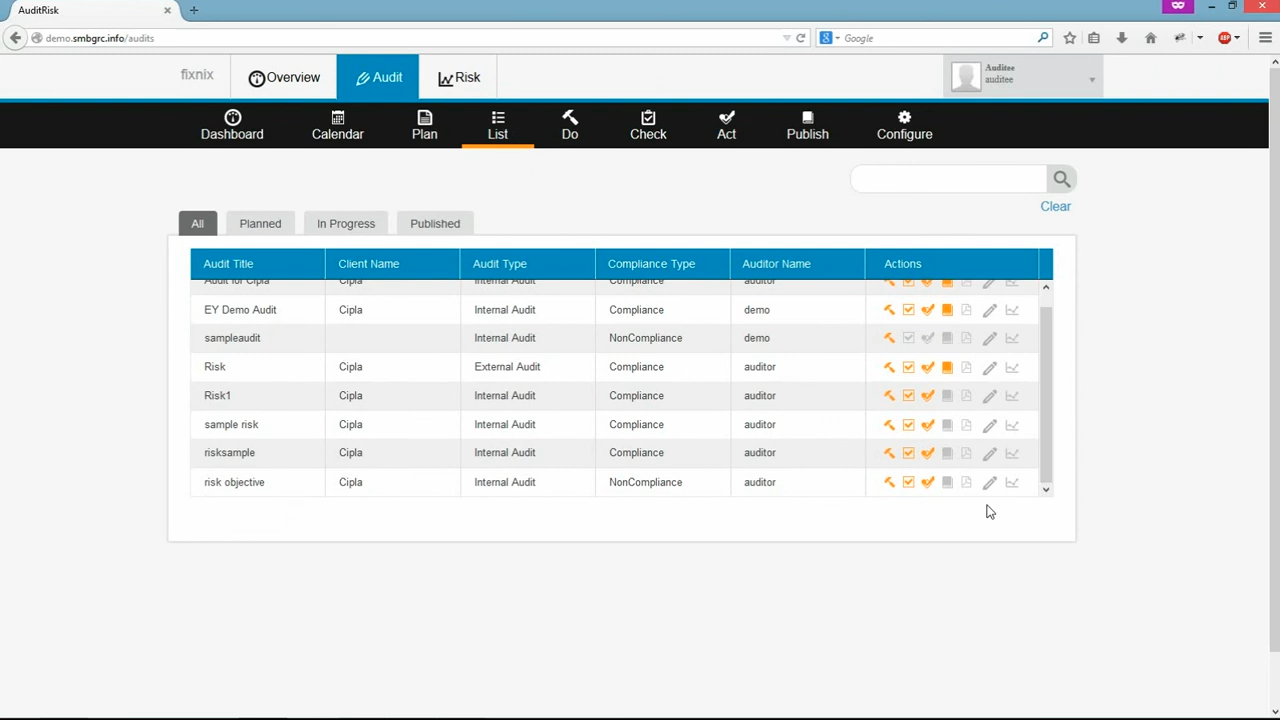 AuditRisk
demo.smbgrc.info/audits
Google
ABP
fixnix
Overview
Audit
Risk
Auditee
auditee
Dashboard
Calendar
Plan
List
Do
Check
Act
Publish
Configure
Clear
All
Planned
In Progress
Published
Audit Title Client Name Audit Type Compliance Type Auditor Name Actions
Audit for Cipla Cipla Internal Audit Compliance auditor
EY Demo Audit Cipla Internal Audit Compliance demo
sampleaudit Internal Audit NonCompliance demo
Risk Cipla External Audit Compliance auditor
Risk1 Cipla Internal Audit Compliance auditor
sample risk Cipla Internal Audit Compliance auditor
risksample Cipla Internal Audit Compliance auditor
risk objective Cipla Internal Audit NonCompliance auditor